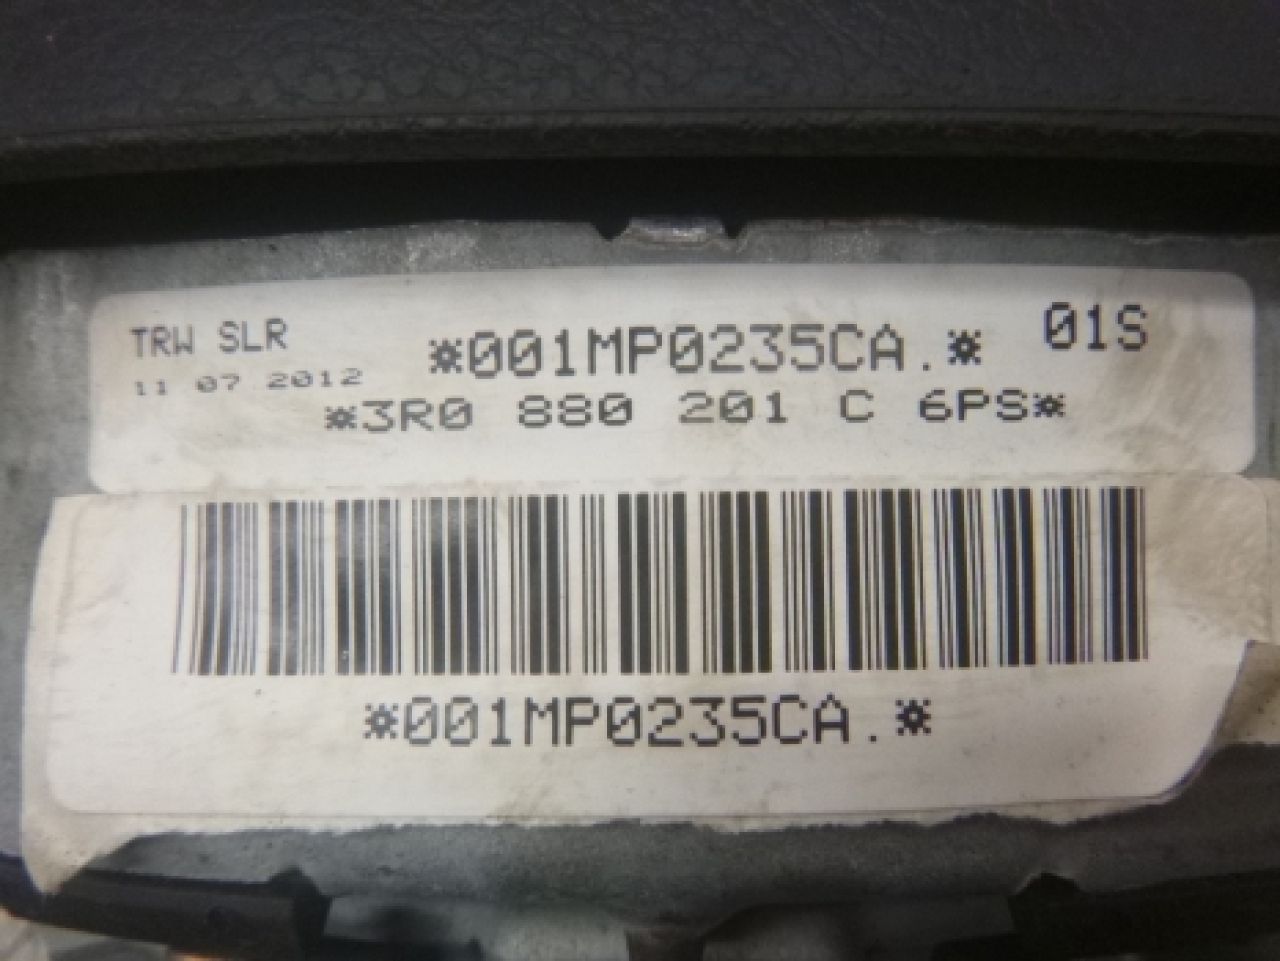 TRW SLR
*001MP0235CA.*
01S
11 07 2012
*3R0 880 201 C 6PS*
*001MP0235CA.*